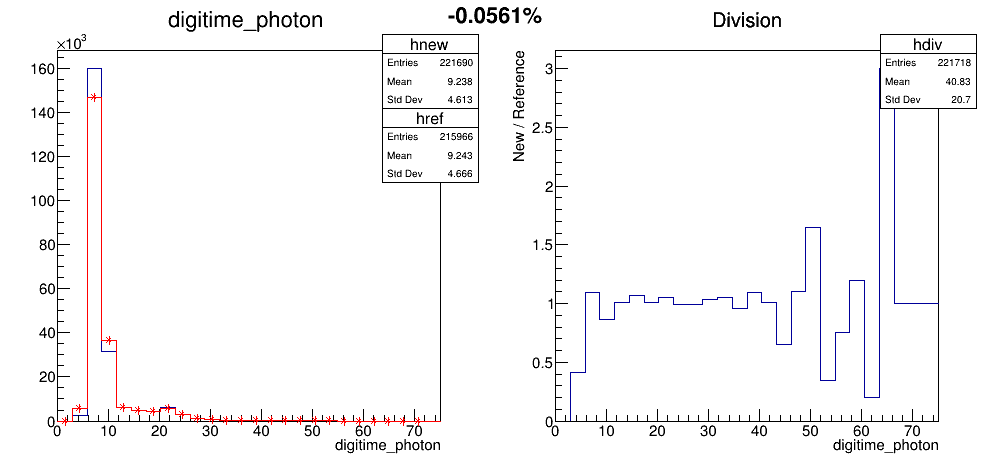 -0.0561%
digitime_photon
×10³
160
140
120
100
80
60
40
20
0
0 10 20 30 40 50 60 70
digitime_photon
hnew
Entries 221690
Mean 9.238
Std Dev 4.613
href
Entries 215966
Mean 9.243
Std Dev 4.666
Division
New / Reference
3
2.5
2
1.5
1
0.5
0
0 10 20 30 40 50 60 70
digitime_photon
hdiv
Entries 221718
Mean 40.83
Std Dev 20.7